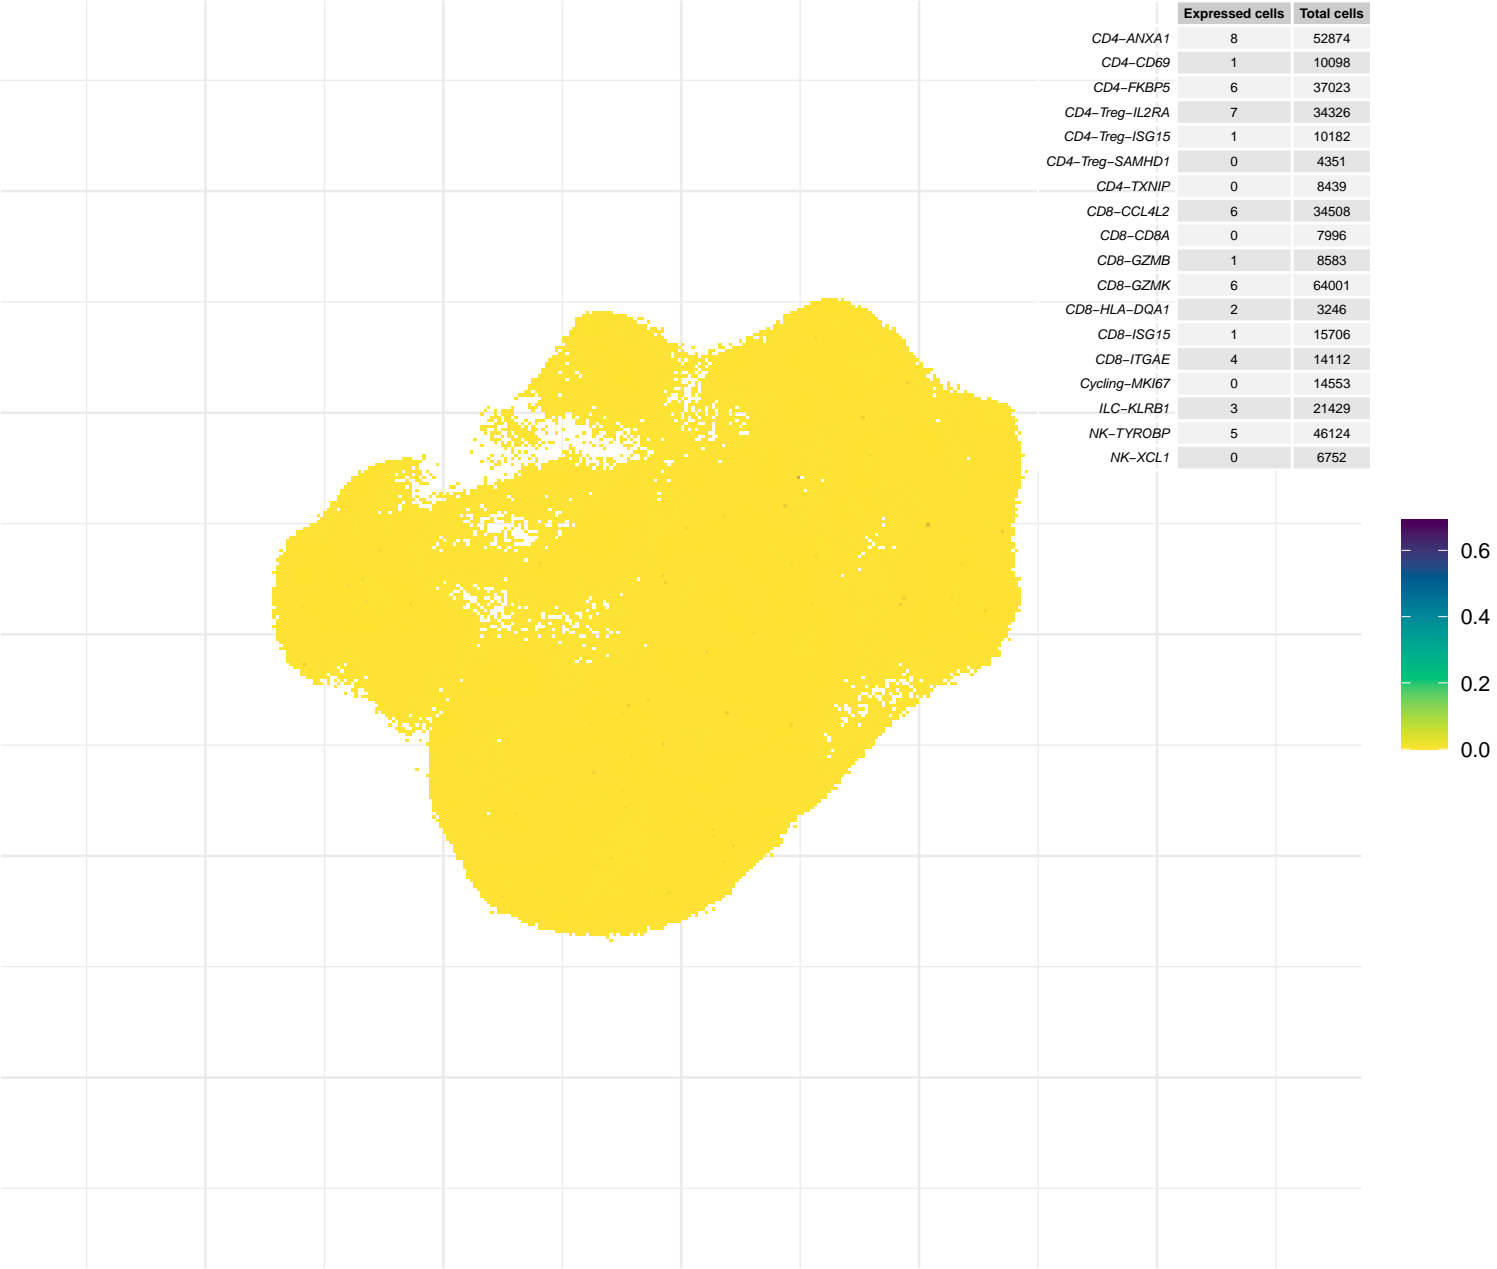 Expressed cells Total cells
CD4−ANXA1 8 52874
CD4−CD69 1 10098
CD4−FKBP5 6 37023
CD4−Treg−IL2RA 7 34326
CD4−Treg−ISG15 1 10182
CD4−Treg−SAMHD1 0 4351
CD4−TXNIP 0 8439
CD8−CCL4L2 6 34508
CD8−CD8A 0 7996
CD8−GZMB 1 8583
CD8−GZMK 6 64001
CD8−HLA−DQA1 2 3246
CD8−ISG15 1 15706
CD8−ITGAE 4 14112
Cycling−MKI67 0 14553
ILC−KLRB1 3 21429
NK−TYROBP 5 46124
NK−XCL1 0 6752
0.6
0.4
0.2
0.0